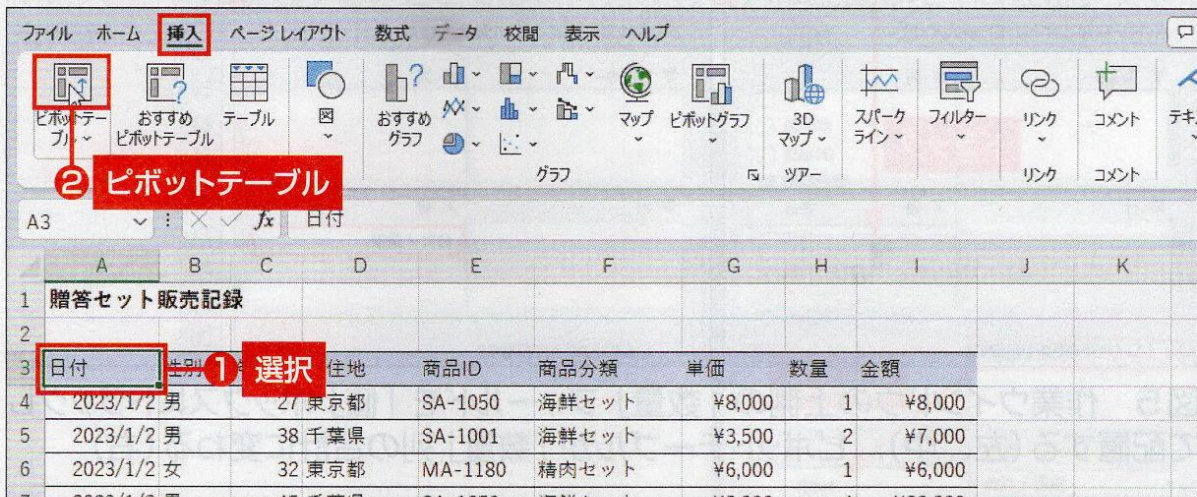 ファイル ホーム 挿入 ページ レイアウト 数式 データ 校閲 表示 ヘルプ
ピボットテーブル
おすすめ ピボットテーブル
テーブル
図
おすすめ グラフ
マップ
ピボットグラフ
3D マップ
スパークライン
フィルター
リンク
コメント
グラフ ツアー リンク コメント
❷ ピボットテーブル
A3 fx 日付
A B C D E F G H I J K
1 贈答セット販売記録
2
3 日付 性別 住地 商品ID 商品分類 単価 数量 金額
❶ 選択
4 2023/1/2 男 27 東京都 SA-1050 海鮮セット ¥8,000 1 ¥8,000
5 2023/1/2 男 38 千葉県 SA-1001 海鮮セット ¥3,500 2 ¥7,000
6 2023/1/2 女 32 東京都 MA-1180 精肉セット ¥6,000 1 ¥6,000